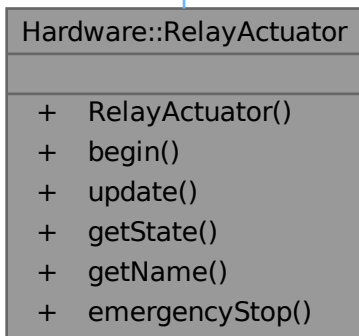 Hardware::RelayActuator
+ RelayActuator()
+ begin()
+ update()
+ getState()
+ getName()
+ emergencyStop()